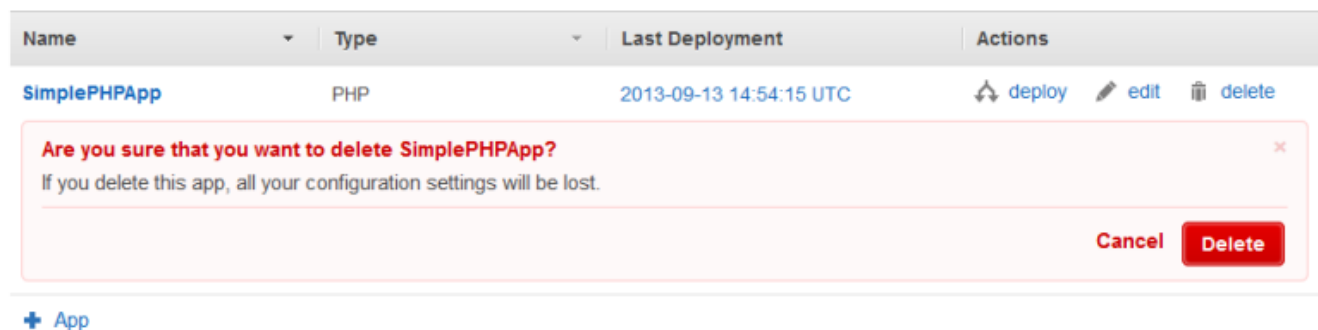 Name Type Last Deployment Actions
SimplePHPApp PHP 2013-09-13 14:54:15 UTC deploy edit delete
Are you sure that you want to delete SimplePHPApp?
If you delete this app, all your configuration settings will be lost.
Cancel Delete
App